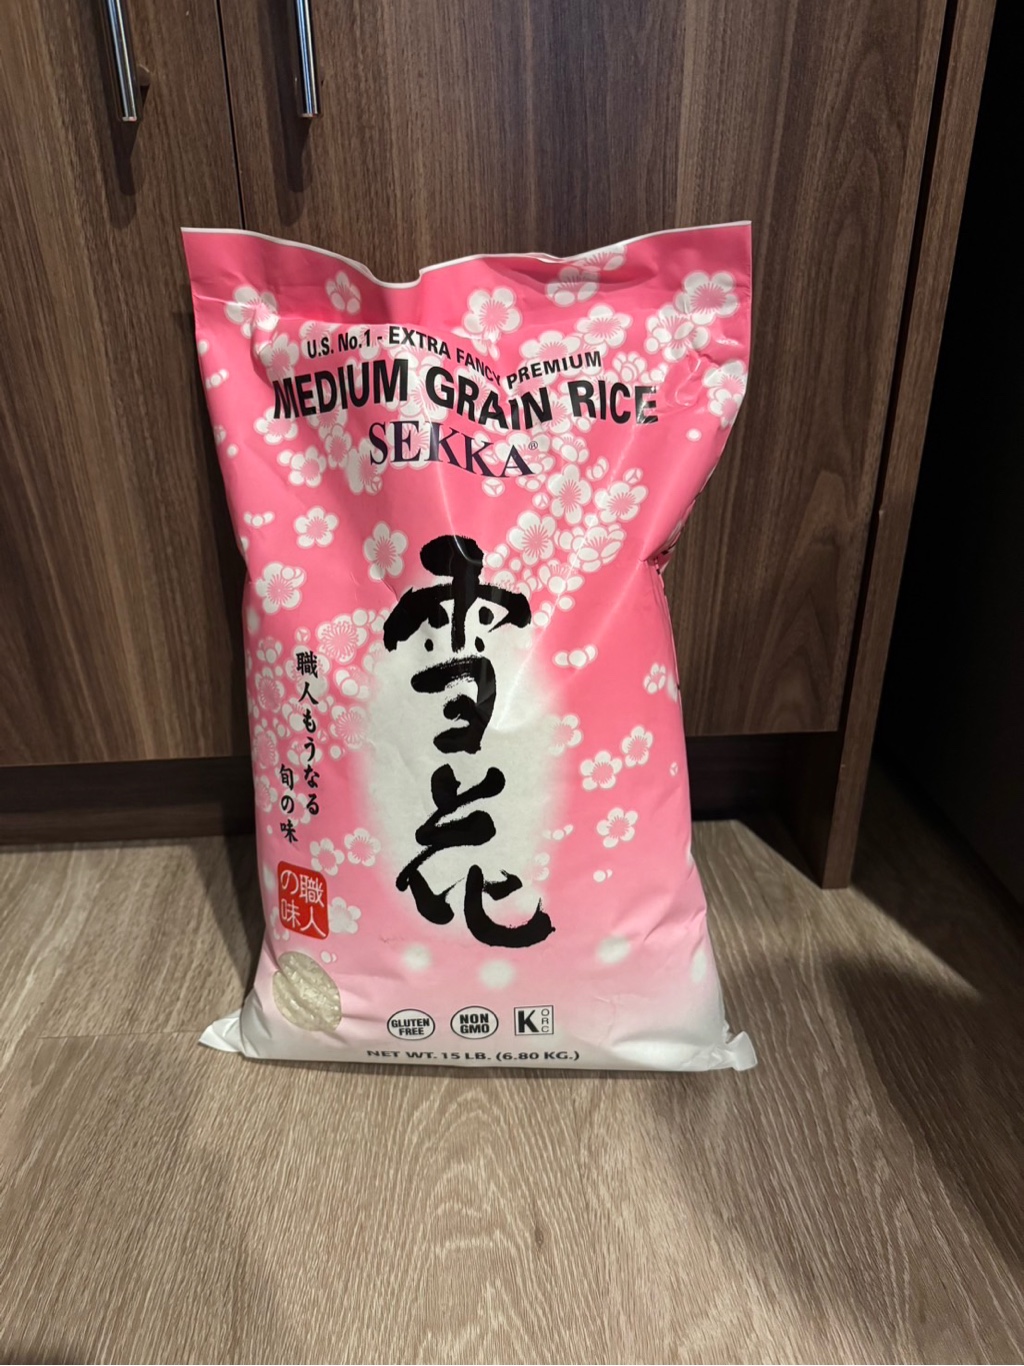 U.S. No.1 - EXTRA FANCY PREMIUM
MEDIUM GRAIN RICE
SEKKA®
雪花
職人もうなる
旬の味
職人
の味
GLUTEN
FREE
NON
GMO
K ORC
NET WT. 15 LB. (6.80 KG.)